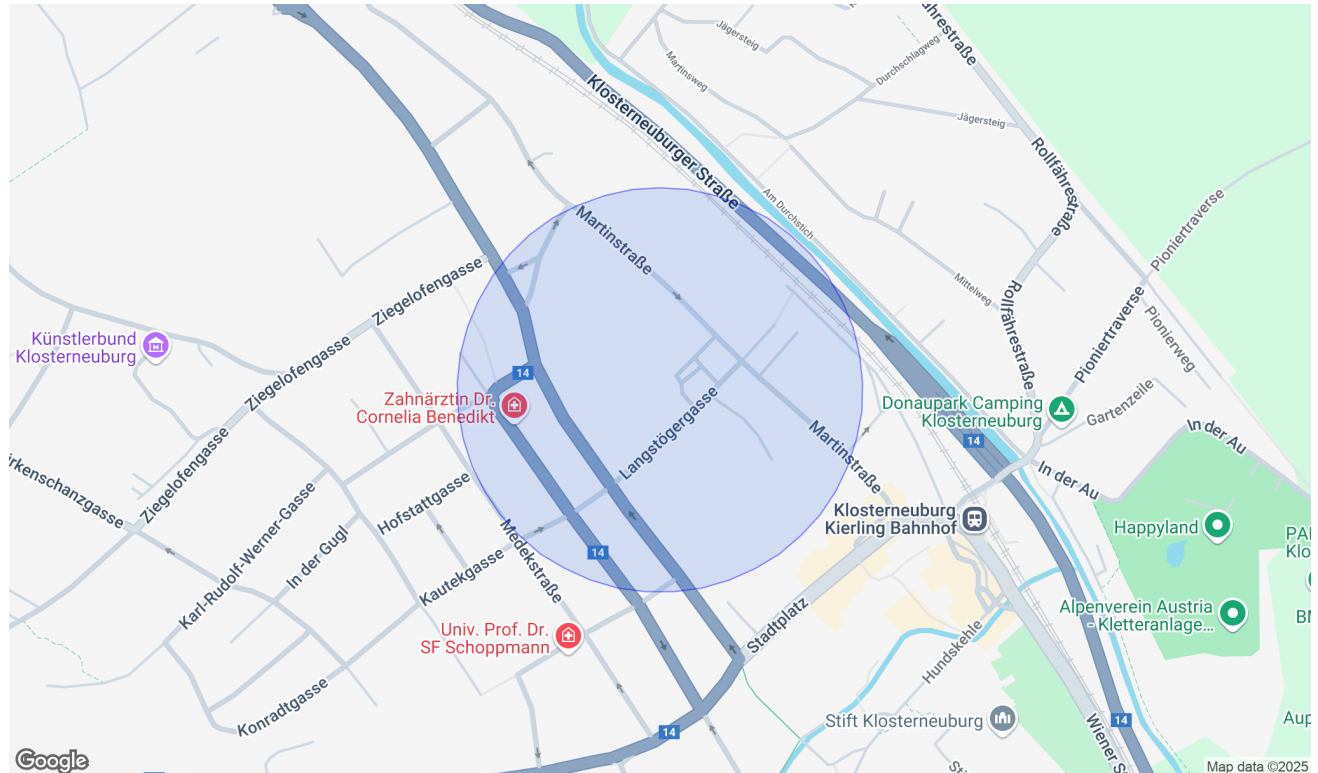 Jägersteig
Martinsweg
Durchschlagweg
Klosterneuburger Straße
Jägersteig
Rollfährestraße
Am Durchstich
Pioniertraverse
Martinstraße
Ziegelofengasse
Mittelweg
Rollfährestraße
Pionierweg
Künstlerbund
Klosterneuburg
Ziegelofengasse
Pioniertraverse
14
Zahnärztin Dr.
Cornelia Benedikt
Donaupark Camping
Klosterneuburg
Gartenzeile
Langstögergasse
Martinstraße
14
In der Au
Ziegelofengasse
In der Au
Hofstattgasse
Karl-Rudolf-Werner-Gasse
In der Gugl
Medekstraße
Klosterneuburg
Kierling Bahnhof
Happyland
14
Kautekgasse
Alpenverein Austria
- Kletteranlage...
Univ. Prof. Dr.
SF Schoppmann
Stadtplatz
Hundskehle
Konradtgasse
Stift Klosterneuburg
14
14
Wiener S
Google
Map data ©2025